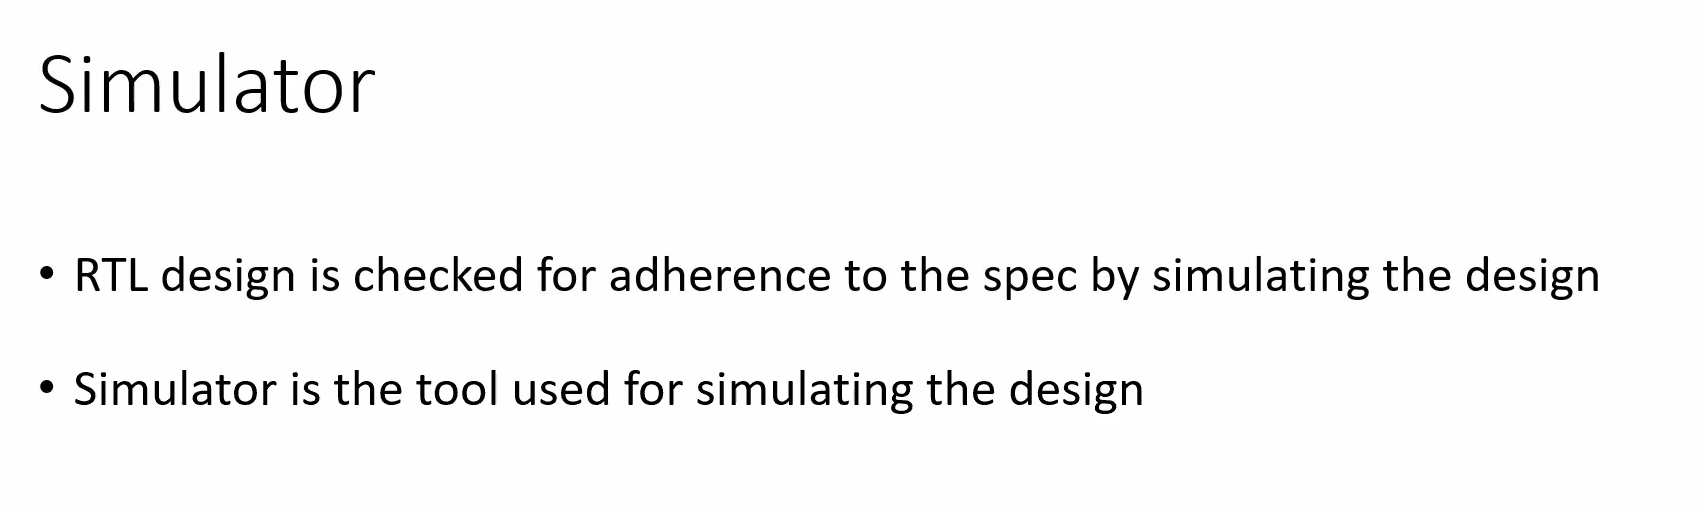 Simulator
• RTL design is checked for adherence to the spec by simulating the design
• Simulator is the tool used for simulating the design